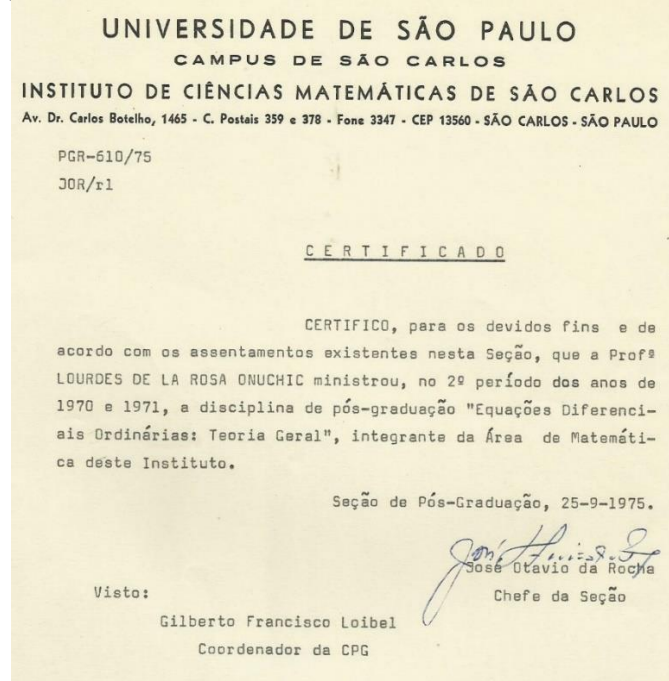 UNIVERSIDADE DE SÃO PAULO
CAMPUS DE SÃO CARLOS
INSTITUTO DE CIÊNCIAS MATEMÁTICAS DE SÃO CARLOS
Av. Dr. Carlos Botelho, 1465 - C. Postais 359 e 378 - Fone 3347 - CEP 13560 - SÃO CARLOS - SÃO PAULO
PGR-610/75
JOR/rl
C E R T I F I C A D O
CERTIFICO, para os devidos fins e de
acordo com os assentamentos existentes nesta Seção, que a Profª
LOURDES DE LA ROSA ONUCHIC ministrou, no 2º período dos anos de
1970 e 1971, a disciplina de pós-graduação "Equações Diferenci-
ais Ordinárias: Teoria Geral", integrante da Área de Matemáti-
ca deste Instituto.
Seção de Pós-Graduação, 25-9-1975.
José Otavio da Rocha
Chefe da Seção
Visto:
Gilberto Francisco Loibel
Coordenador da CPG